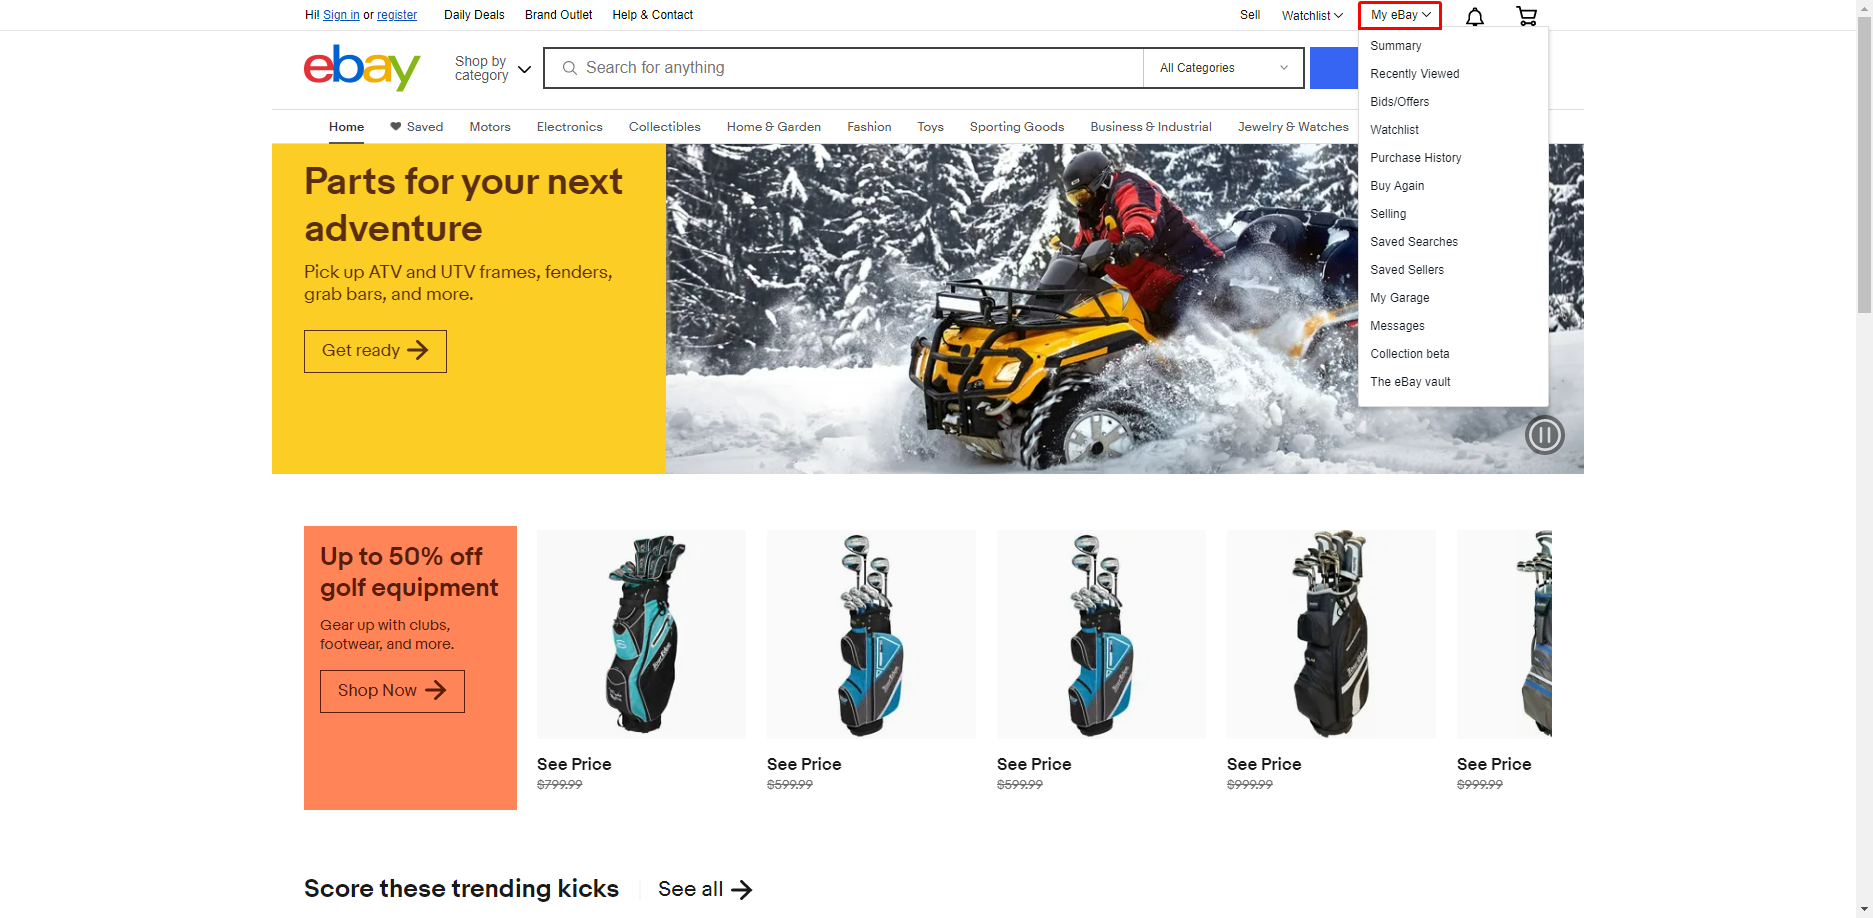 Hi! Sign in or register
Daily Deals
Brand Outlet
Help & Contact
Sell
Watchlist
My eBay
ebay
Shop by
category
Search for anything
All Categories
Summary
Recently Viewed
Bids/Offers
Watchlist
Purchase History
Buy Again
Selling
Saved Searches
Saved Sellers
My Garage
Messages
Collection beta
The eBay vault
Home
Saved
Motors
Electronics
Collectibles
Home & Garden
Fashion
Toys
Sporting Goods
Business & Industrial
Jewelry & Watches
Parts for your next
adventure
Pick up ATV and UTV frames, fenders,
grab bars, and more.
Get ready
Up to 50% off
golf equipment
Gear up with clubs,
footwear, and more.
Shop Now
See Price
$799.99
See Price
$599.99
See Price
$599.99
See Price
$999.99
See Price
$999.99
Score these trending kicks
See all